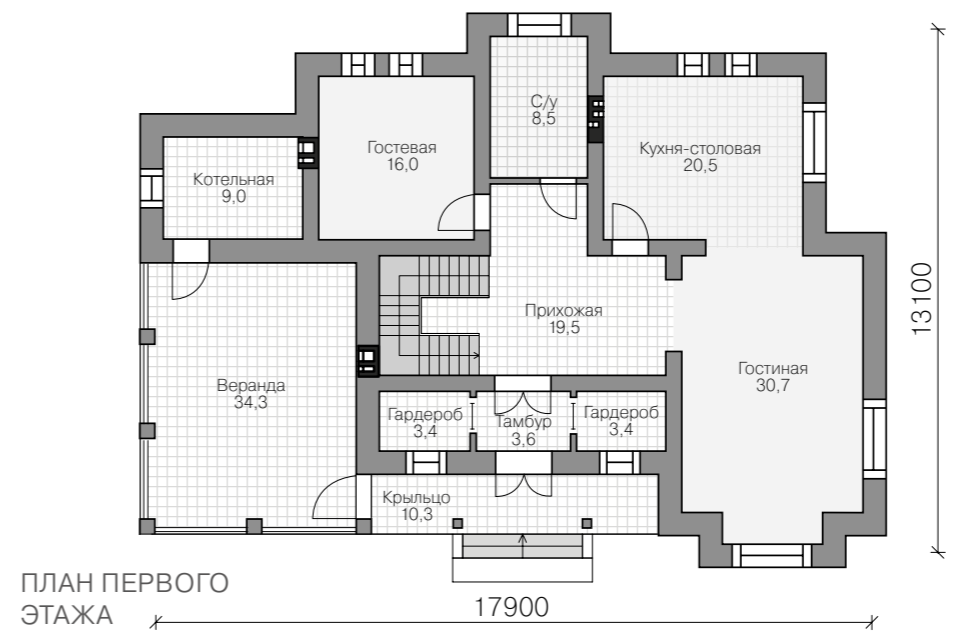 С/у
8,5
Гостевая
16,0
Кухня-столовая
20,5
Котельная
9,0
Прихожая
19,5
13100
Гостиная
30,7
Веранда
34,3
Гардероб
3,4
Тамбур
3,6
Гардероб
3,4
Крыльцо
10,3
ПЛАН ПЕРВОГО
ЭТАЖА
17900